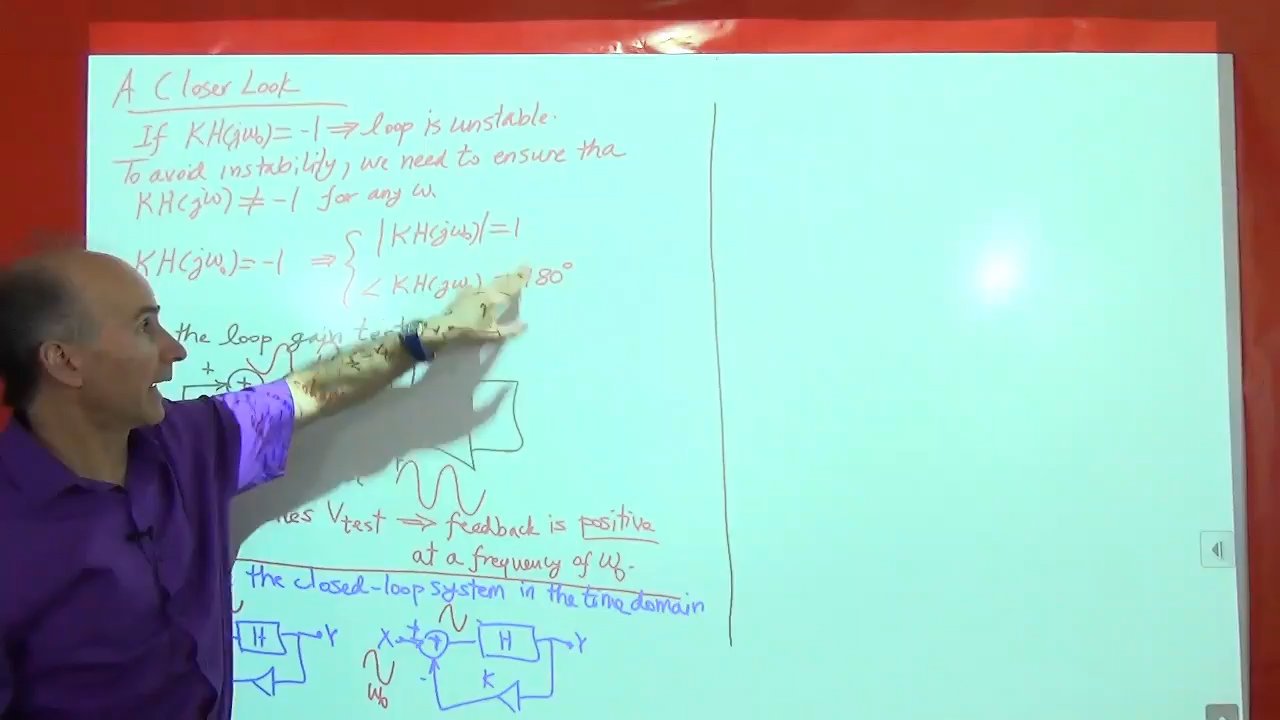 A Closer Look
If KH(jω₀) = -1 ⇒ loop is unstable.
To avoid instability, we need to ensure tha
KH(jω) ≠ -1 for any ω.
KH(jω₀) = -1 ⇒ { |KH(jω₀)| = 1
< KH(jω 180°
the loop gain
Vtest ⇒ feedback is positive
at a frequency of ω₀.
the closed-loop system in the time domain
H Y X + + H Y
- K
ω₀